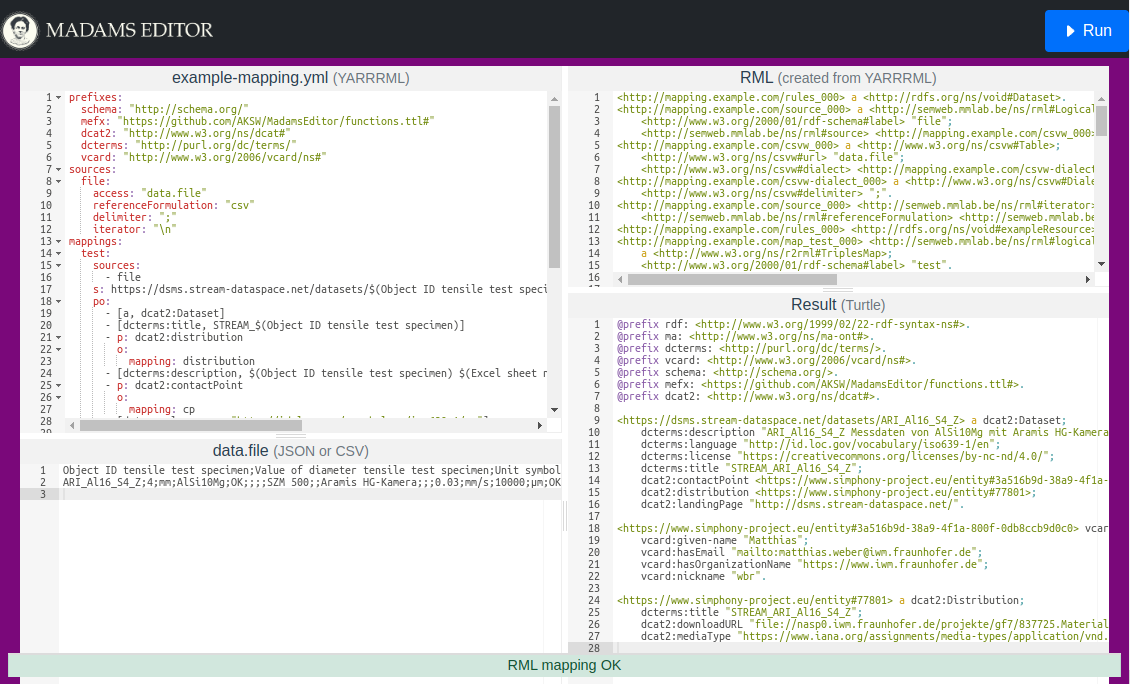 MADAMS EDITOR
Run
example-mapping.yml (YARRRML)
1 prefixes:
2 schema: "http://schema.org/"
3 mefx: "https://github.com/AKSW/MadamsEditor/functions.ttl#"
4 dcat2: "http://www.w3.org/ns/dcat#"
5 dcterms: "http://purl.org/dc/terms/"
6 vcard: "http://www.w3.org/2006/vcard/ns#"
7 sources:
8 file:
9 access: "data.file"
10 referenceFormulation: "csv"
11 delimiter: ";"
12 iterator: "\n"
13 mappings:
14 test:
15 sources:
16 - file
17 s: https://dsms.stream-dataspace.net/datasets/$(Object ID tensile test speci
18 po:
19 - [a, dcat2:Dataset]
20 - [dcterms:title, STREAM_$(Object ID tensile test specimen)]
21 - p: dcat2:distribution
22 o:
23 mapping: distribution
24 - [dcterms:description, $(Object ID tensile test specimen) $(Excel sheet n
25 - p: dcat2:contactPoint
26 o:
27 mapping: cp
28
data.file (JSON or CSV)
1 Object ID tensile test specimen;Value of diameter tensile test specimen;Unit symbol
2 ARI_Al16_S4_Z;4;mm;AlSi10Mg;OK;;;;SZM 500;;Aramis HG-Kamera;;;0.03;mm/s;10000;µm;OK
3
RML (created from YARRRML)
1 <http://mapping.example.com/rules_000> a <http://rdfs.org/ns/void#Dataset>.
2 <http://mapping.example.com/source_000> a <http://semweb.mmlab.be/ns/rml#Logical
3 <http://www.w3.org/2000/01/rdf-schema#label> "file";
4 <http://semweb.mmlab.be/ns/rml#source> <http://mapping.example.com/csvw_000>
5 <http://mapping.example.com/csvw_000> a <http://www.w3.org/ns/csvw#Table>;
6 <http://www.w3.org/ns/csvw#url> "data.file";
7 <http://www.w3.org/ns/csvw#dialect> <http://mapping.example.com/csvw-dialect
8 <http://mapping.example.com/csvw-dialect_000> a <http://www.w3.org/ns/csvw#Diale
9 <http://www.w3.org/ns/csvw#delimiter> ";".
10 <http://mapping.example.com/source_000> <http://semweb.mmlab.be/ns/rml#iterator>
11 <http://semweb.mmlab.be/ns/rml#referenceFormulation> <http://semweb.mmlab.be
12 <http://mapping.example.com/rules_000> <http://rdfs.org/ns/void#exampleResource>
13 <http://mapping.example.com/map_test_000> <http://semweb.mmlab.be/ns/rml#logical
14 a <http://www.w3.org/ns/r2rml#TriplesMap>;
15 <http://www.w3.org/2000/01/rdf-schema#label> "test".
16
Result (Turtle)
1 @prefix rdf: <http://www.w3.org/1999/02/22-rdf-syntax-ns#>.
2 @prefix ma: <http://www.w3.org/ns/ma-ont#>.
3 @prefix dcterms: <http://purl.org/dc/terms/>.
4 @prefix vcard: <http://www.w3.org/2006/vcard/ns#>.
5 @prefix schema: <http://schema.org/>.
6 @prefix mefx: <https://github.com/AKSW/MadamsEditor/functions.ttl#>.
7 @prefix dcat2: <http://www.w3.org/ns/dcat#>.
8
9 <https://dsms.stream-dataspace.net/datasets/ARI_Al16_S4_Z> a dcat2:Dataset;
10 dcterms:description "ARI_Al16_S4_Z Messdaten von AlSi10Mg mit Aramis HG-Kamera
11 dcterms:language "http://id.loc.gov/vocabulary/iso639-1/en";
12 dcterms:license "https://creativecommons.org/licenses/by-nc-nd/4.0/";
13 dcterms:title "STREAM_ARI_Al16_S4_Z";
14 dcat2:contactPoint <https://www.simphony-project.eu/entity#3a516b9d-38a9-4f1a-
15 dcat2:distribution <https://www.simphony-project.eu/entity#77801>;
16 dcat2:landingPage "http://dsms.stream-dataspace.net/".
17
18 <https://www.simphony-project.eu/entity#3a516b9d-38a9-4f1a-800f-0db8ccb9d0c0> vcar
19 vcard:given-name "Matthias";
20 vcard:hasEmail "mailto:matthias.weber@iwm.fraunhofer.de";
21 vcard:hasOrganizationName "https://www.iwm.fraunhofer.de";
22 vcard:nickname "wbr".
23
24 <https://www.simphony-project.eu/entity#77801> a dcat2:Distribution;
25 dcterms:title "STREAM_ARI_Al16_S4_Z";
26 dcat2:downloadURL "file://nasp0.iwm.fraunhofer.de/projekte/gf7/837725.Material
27 dcat2:mediaType "https://www.iana.org/assignments/media-types/application/vnd.
28
RML mapping OK